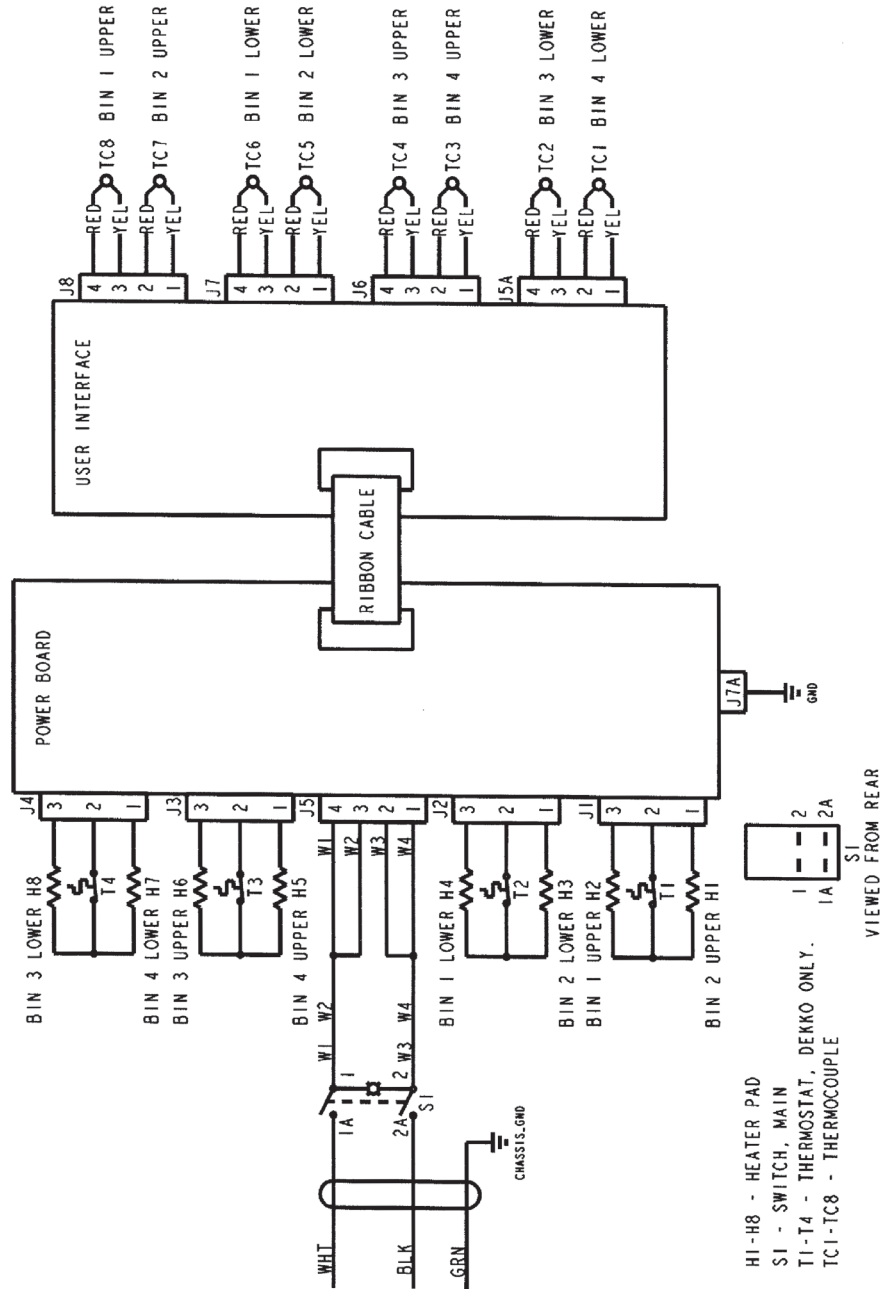 POWER BOARD
USER INTERFACE
RIBBON CABLE
J4
3
2
1
J3
3
2
1
J5
4
3
2
1
J2
3
2
1
J1
3
2
1
J7A
GND
J8
4
3
2
1
J7
4
3
2
1
J6
4
3
2
1
J5A
4
3
2
1
RED
YEL
TC8 BIN 1 UPPER
RED
YEL
TC7 BIN 2 UPPER
RED
YEL
TC6 BIN 1 LOWER
RED
YEL
TC5 BIN 2 LOWER
RED
YEL
TC4 BIN 3 UPPER
RED
YEL
TC3 BIN 4 UPPER
RED
YEL
TC2 BIN 3 LOWER
RED
YEL
TC1 BIN 4 LOWER
BIN 3 LOWER H8
T4
BIN 4 LOWER H7
BIN 3 UPPER H6
T3
BIN 4 UPPER H5
W1
W2
W3
W4
BIN 1 LOWER H4
T2
BIN 2 LOWER H3
BIN 1 UPPER H2
T1
BIN 2 UPPER H1
WHT
1A
1
W1
W2
BLK
2A
2
W3
W4
S1
GRN
CHASSIS_GND
H1-H8 - HEATER PAD
S1 - SWITCH, MAIN
T1-T4 - THERMOSTAT, DEKKO ONLY.
TC1-TC8 - THERMOCOUPLE
1
2
1A
2A
S1
VIEWED FROM REAR